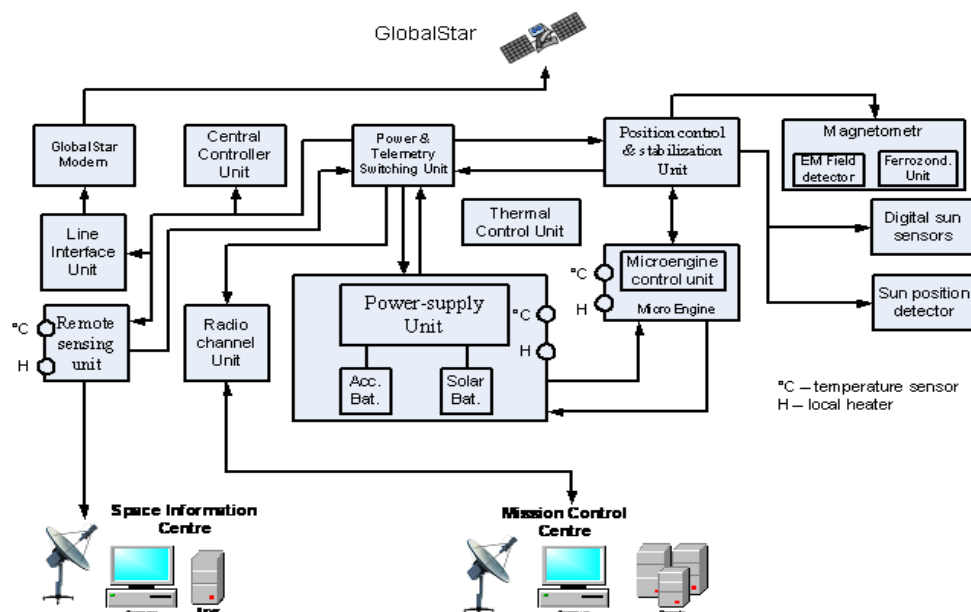 GlobalStar
GlobalStar
Modem
Central
Controller
Unit
Power &
Telemetry
Switching Unit
Position control
& stabilization
Unit
Magnetometr
EM Field
detector
Ferrozond.
Unit
Line
Interface
Unit
Thermal
Control Unit
Digital sun
sensors
°C
H
Microengine
control unit
Micro Engine
Sun position
detector
°C
H
Remote
sensing
unit
Radio
channel
Unit
Power-supply
Unit
°C
H
Acc.
Bat.
Solar
Bat.
°C – temperature sensor
H – local heater
Space Information
Centre
Mission Control
Centre